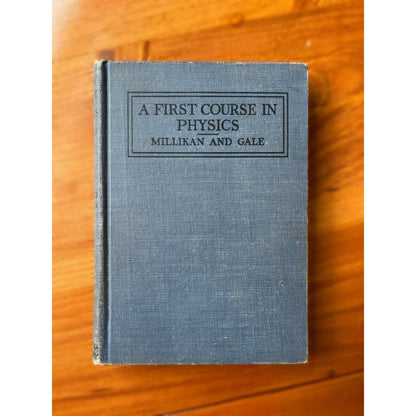 A FIRST COURSE IN
PHYSICS
MILLIKAN AND GALE